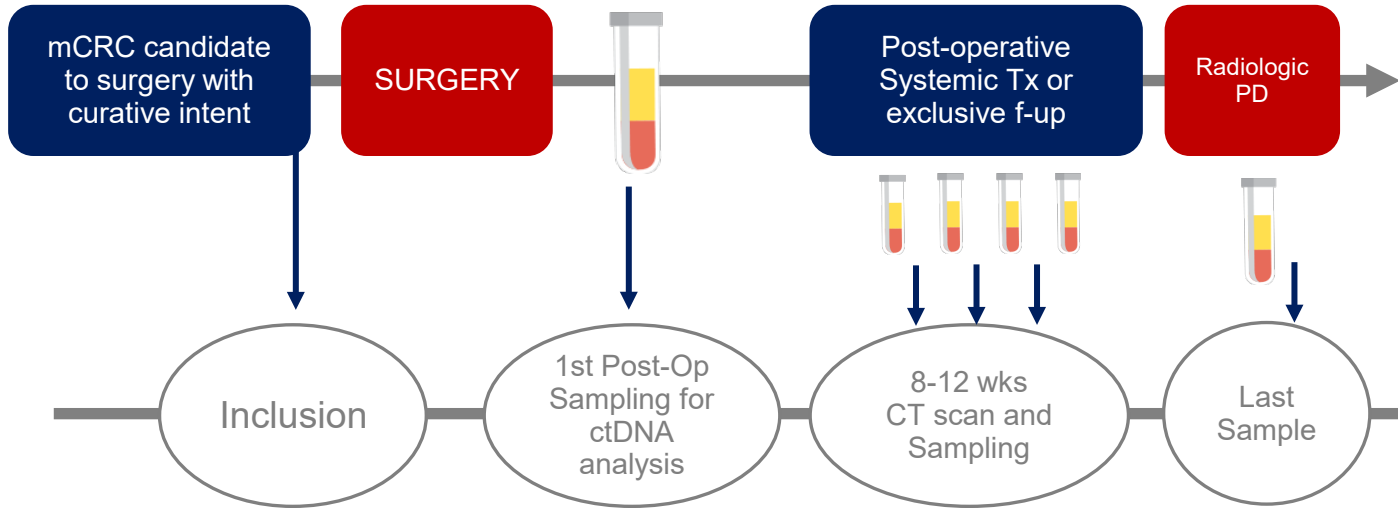 mCRC candidate
to surgery with
curative intent
SURGERY
Post-operative
Systemic Tx or
exclusive f-up
Radiologic
PD
Inclusion
1st Post-Op
Sampling for
ctDNA
analysis
8-12 wks
CT scan and
Sampling
Last
Sample